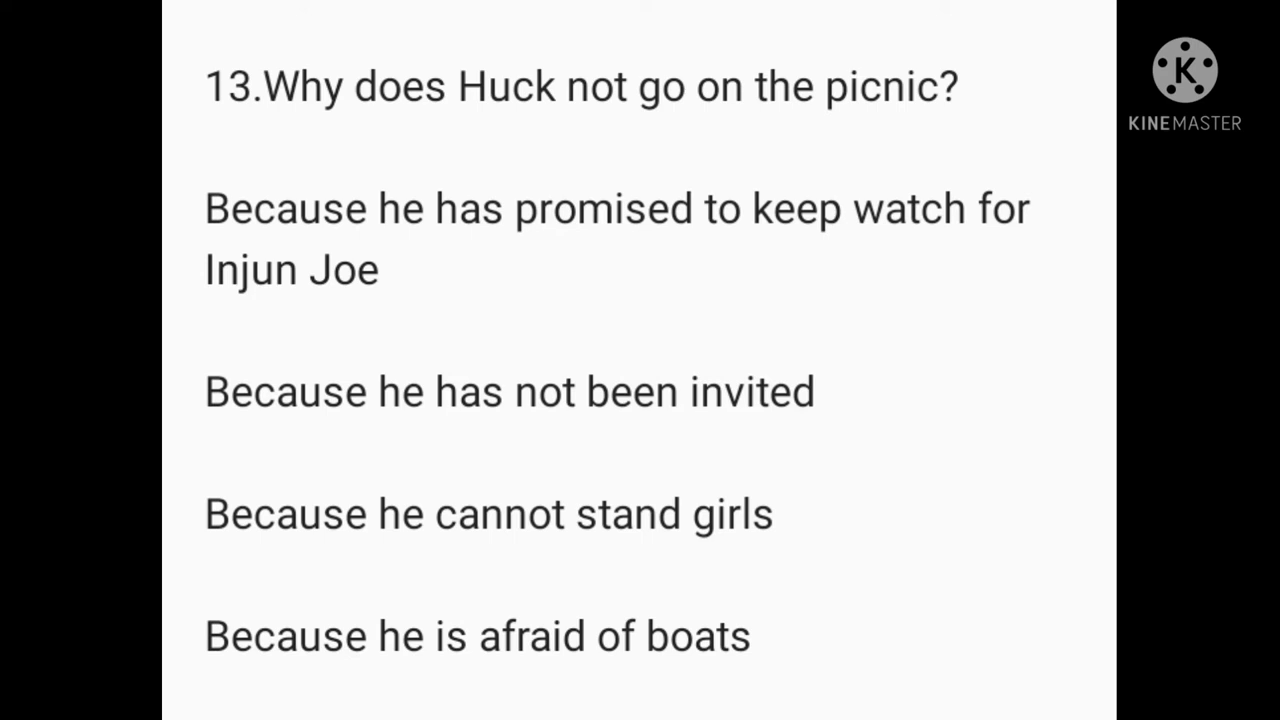 13.Why does Huck not go on the picnic?
K
KINEMASTER
Because he has promised to keep watch for
Injun Joe
Because he has not been invited
Because he cannot stand girls
Because he is afraid of boats